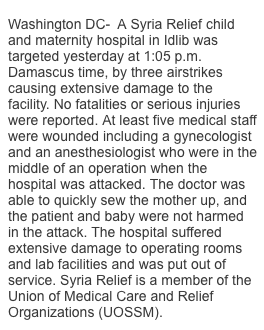 Washington DC-  A Syria Relief child
and maternity hospital in Idlib was
targeted yesterday at 1:05 p.m.
Damascus time, by three airstrikes
causing extensive damage to the
facility. No fatalities or serious injuries
were reported. At least five medical staff
were wounded including a gynecologist
and an anesthesiologist who were in the
middle of an operation when the
hospital was attacked. The doctor was
able to quickly sew the mother up, and
the patient and baby were not harmed
in the attack. The hospital suffered
extensive damage to operating rooms
and lab facilities and was put out of
service. Syria Relief is a member of the
Union of Medical Care and Relief
Organizations (UOSSM).